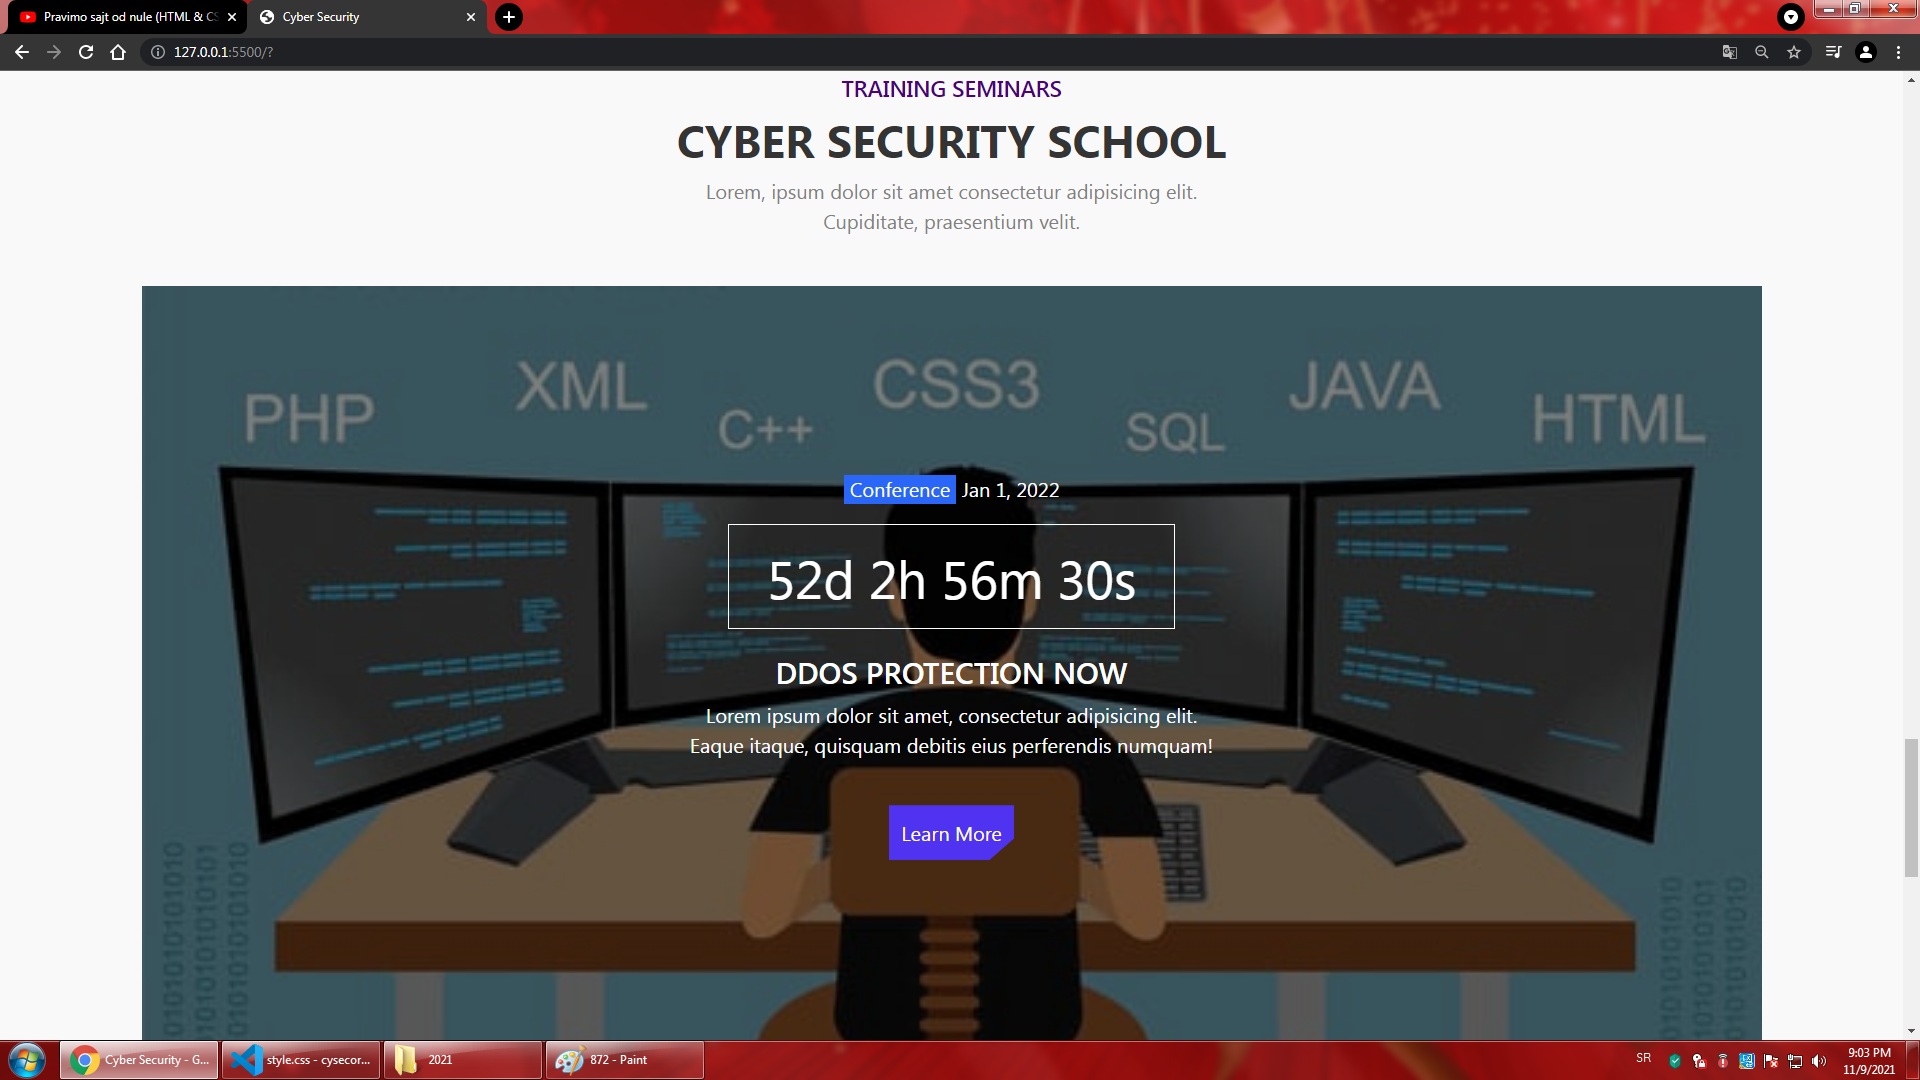 Pravimo sajt od nule (HTML & CS
Cyber Security
127.0.0.1:5500/?
TRAINING SEMINARS
CYBER SECURITY SCHOOL
Lorem, ipsum dolor sit amet consectetur adipisicing elit.
Cupiditate, praesentium velit.
PHP
XML
C++
CSS3
SQL
JAVA
HTML
Conference Jan 1, 2022
52d 2h 56m 30s
DDOS PROTECTION NOW
Lorem ipsum dolor sit amet, consectetur adipisicing elit.
Eaque itaque, quisquam debitis eius perferendis numquam!
Learn More
Cyber Security - G...
style.css - cysecor...
2021
872 - Paint
SR
9:03 PM
11/9/2021